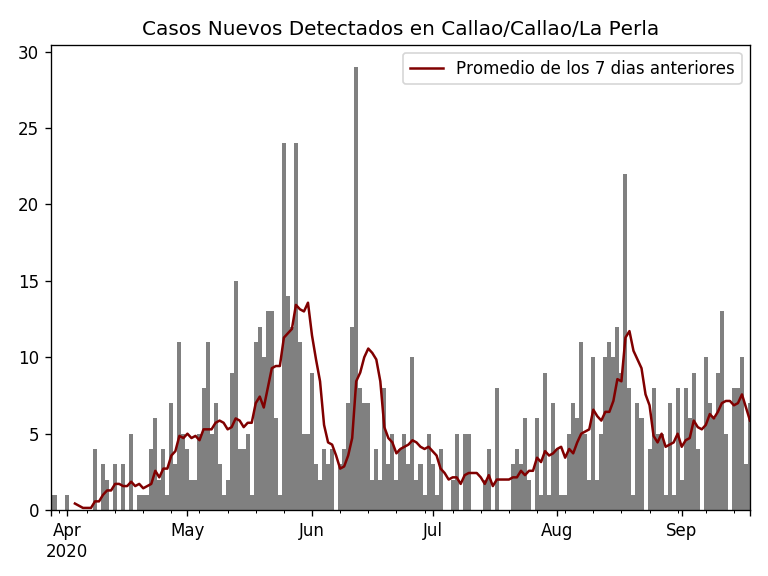 Casos Nuevos Detectados en Callao/Callao/La Perla
Promedio de los 7 dias anteriores
30
25
20
15
10
5
0
Apr May Jun Jul Aug Sep
2020